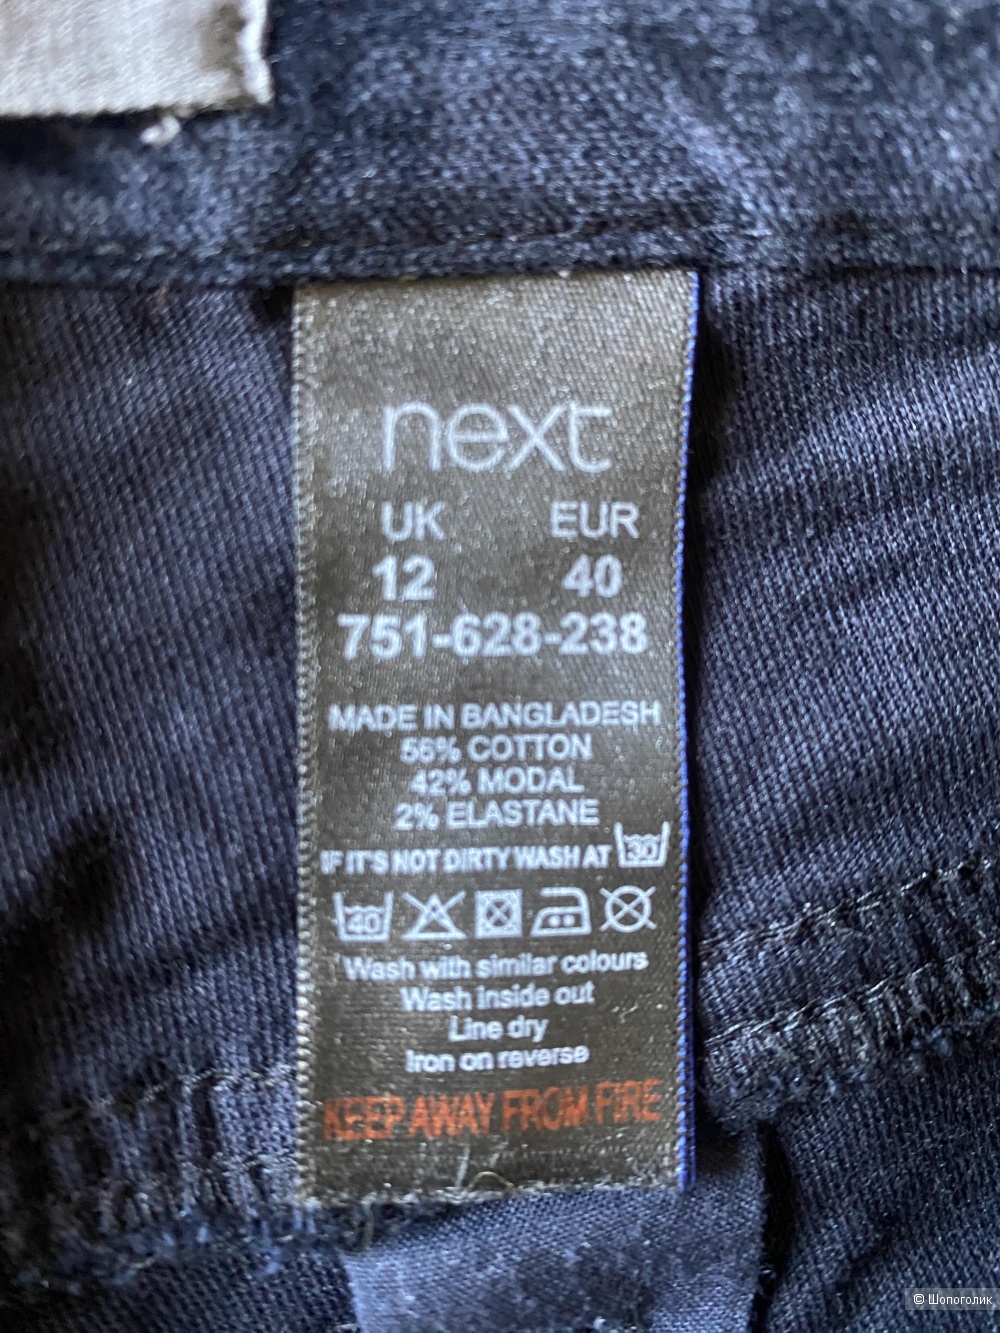 next
UK EUR
12 40
751-628-238
MADE IN BANGLADESH
56% COTTON
42% MODAL
2% ELASTANE
IF IT'S NOT DIRTY WASH AT 30
40
Wash with similar colours
Wash inside out
Line dry
Iron on reverse
KEEP AWAY FROM FIRE
© Шопоголик